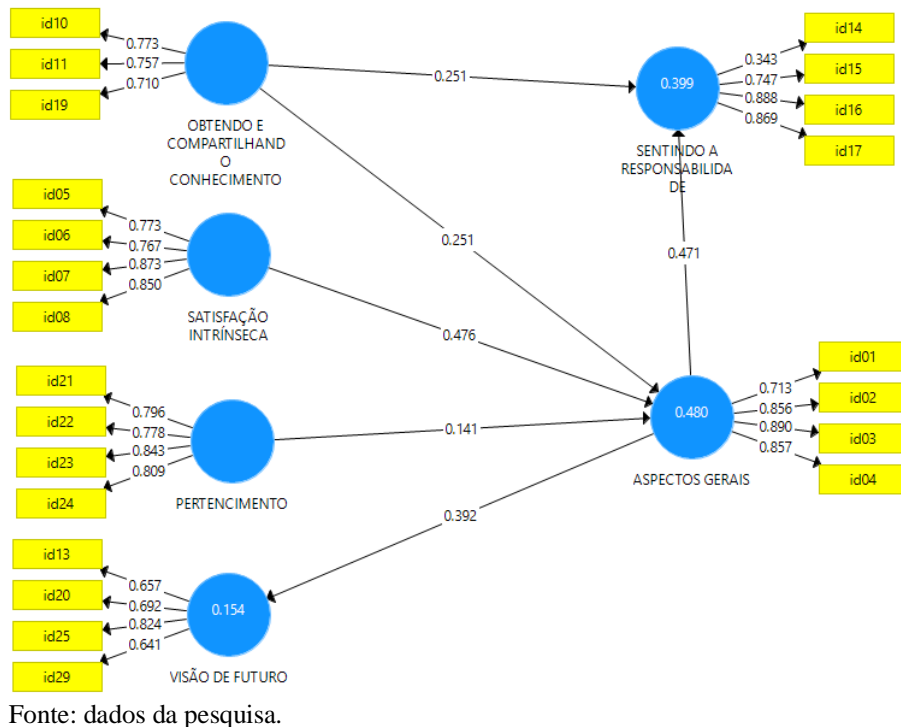 id10
0.773
id11
0.757
0.710
id19
OBTENDO E
COMPARTILHAND
O
CONHECIMENTO
0.251
0.251
0.399
SENTINDO A
RESPONSABILIDA
DE
0.343
0.747
0.888
0.869
id14
id15
id16
id17
id05
0.773
id06
0.767
id07
0.873
0.850
id08
SATISFAÇÃO
INTRÍNSECA
0.476
0.471
id21
0.796
id22
0.778
id23
0.843
0.809
id24
PERTENCIMENTO
0.141
0.480
ASPECTOS GERAIS
0.713
0.856
0.890
0.857
id01
id02
id03
id04
0.392
id13
0.657
id20
0.692
id25
0.824
0.641
id29
0.154
VISÃO DE FUTURO
Fonte: dados da pesquisa.